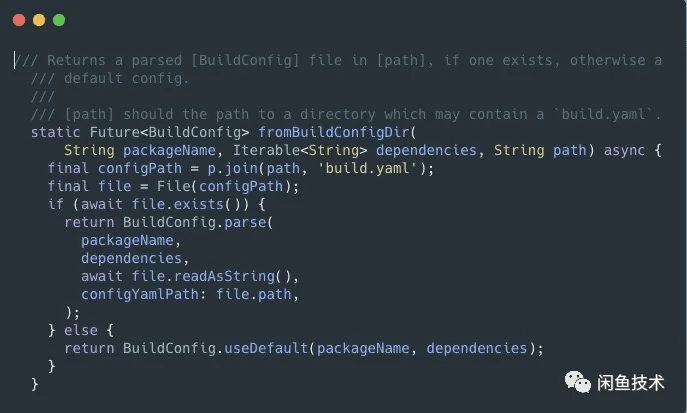 /// Returns a parsed [BuildConfig] file in [path], if one exists, otherwise a
/// default config.
///
/// [path] should the path to a directory which may contain a `build.yaml`.
static Future<BuildConfig> fromBuildConfigDir(
String packageName, Iterable<String> dependencies, String path) async {
final configPath = p.join(path, 'build.yaml');
final file = File(configPath);
if (await file.exists()) {
return BuildConfig.parse(
packageName,
dependencies,
await file.readAsString(),
configYamlPath: file.path,
);
} else {
return BuildConfig.useDefault(packageName, dependencies);
}
}
闲鱼技术